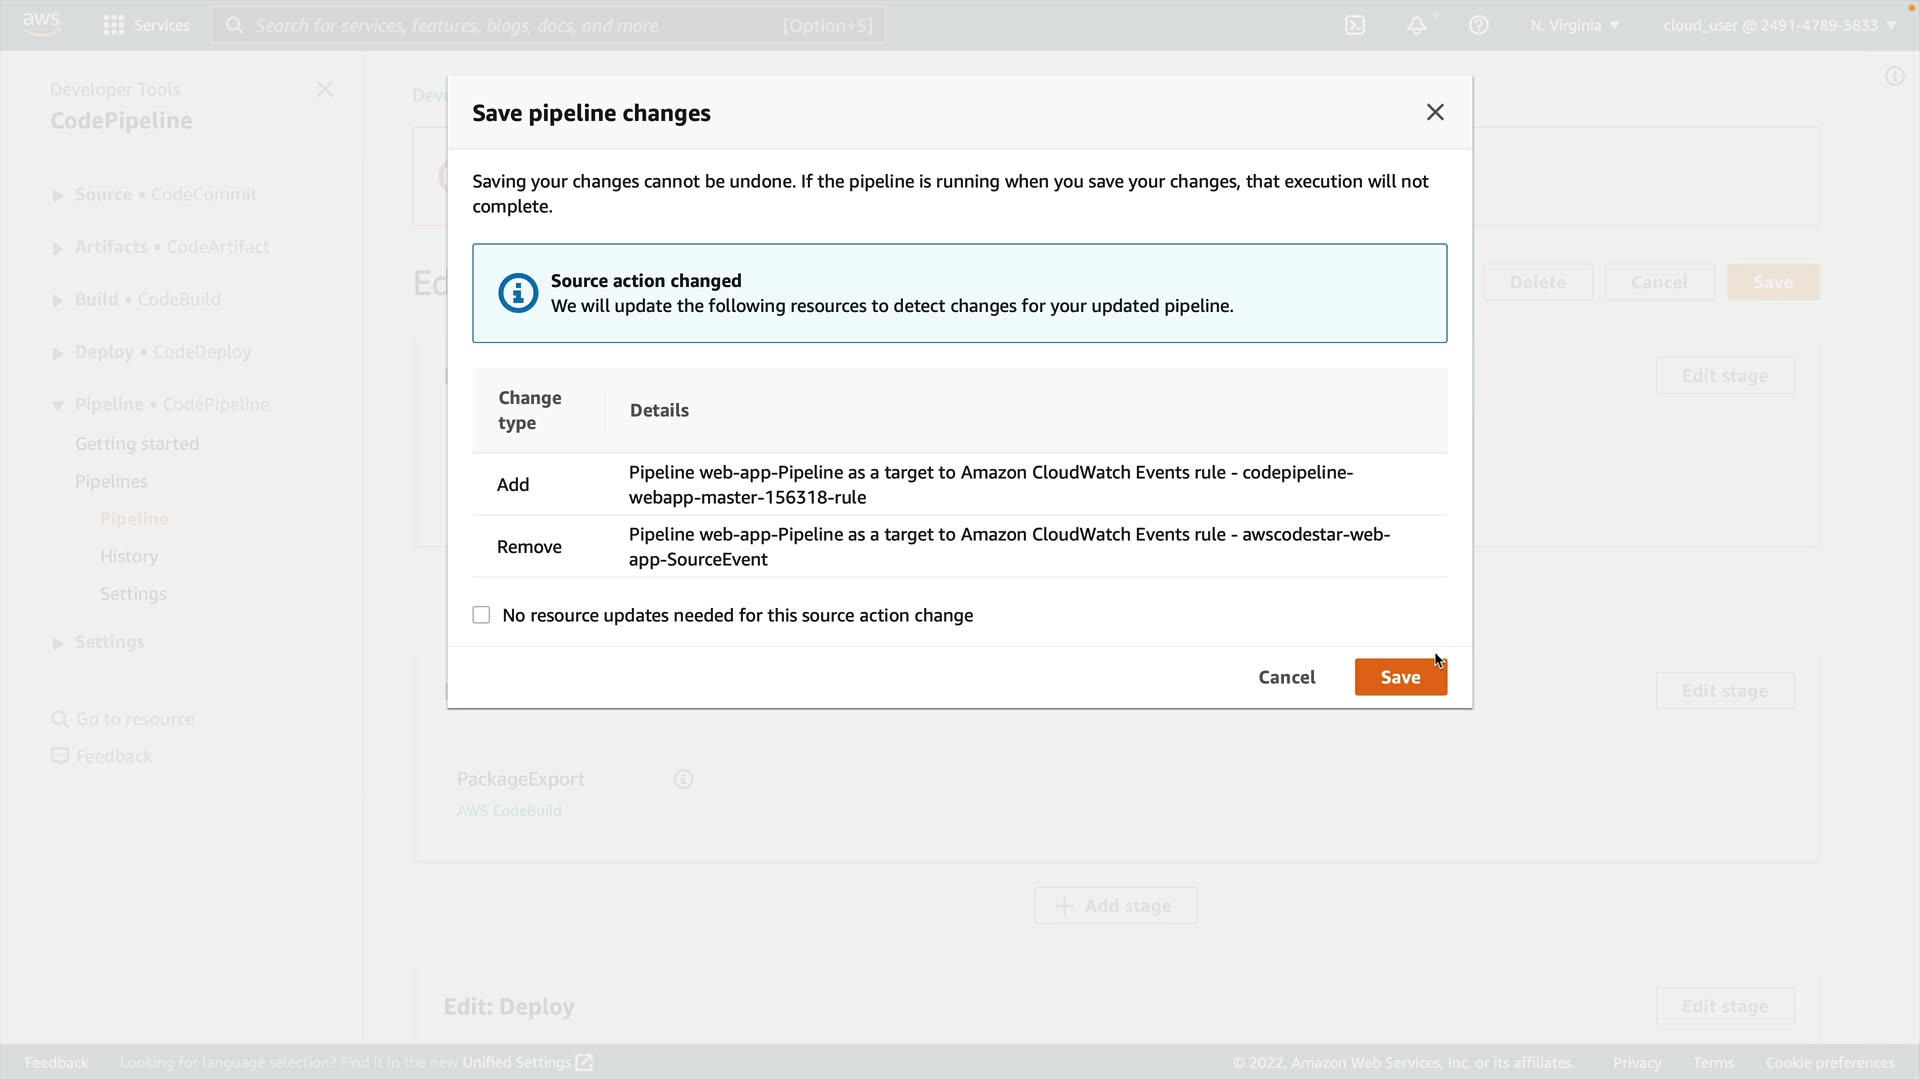 aws
Services
Search for services, features, blogs, docs, and more
[Option+S]
N. Virginia
cloud_user @ 2491-4789-5833
Developer Tools
CodePipeline
Source • CodeCommit
Artifacts • CodeArtifact
Build • CodeBuild
Deploy • CodeDeploy
Pipeline • CodePipeline
Getting started
Pipelines
Pipeline
History
Settings
Settings
Go to resource
Feedback
Save pipeline changes
Saving your changes cannot be undone. If the pipeline is running when you save your changes, that execution will not
complete.
Source action changed
We will update the following resources to detect changes for your updated pipeline.
Change
type
Details
Add
Pipeline web-app-Pipeline as a target to Amazon CloudWatch Events rule - codepipeline-
webapp-master-156318-rule
Remove
Pipeline web-app-Pipeline as a target to Amazon CloudWatch Events rule - awscodestar-web-
app-SourceEvent
No resource updates needed for this source action change
Cancel
Save
Delete
Cancel
Save
Edit stage
Edit stage
PackageExport
AWS CodeBuild
Add stage
Edit: Deploy
Edit stage
Feedback
Looking for language selection? Find it in the new Unified Settings
© 2022, Amazon Web Services, Inc. or its affiliates.
Privacy
Terms
Cookie preferences